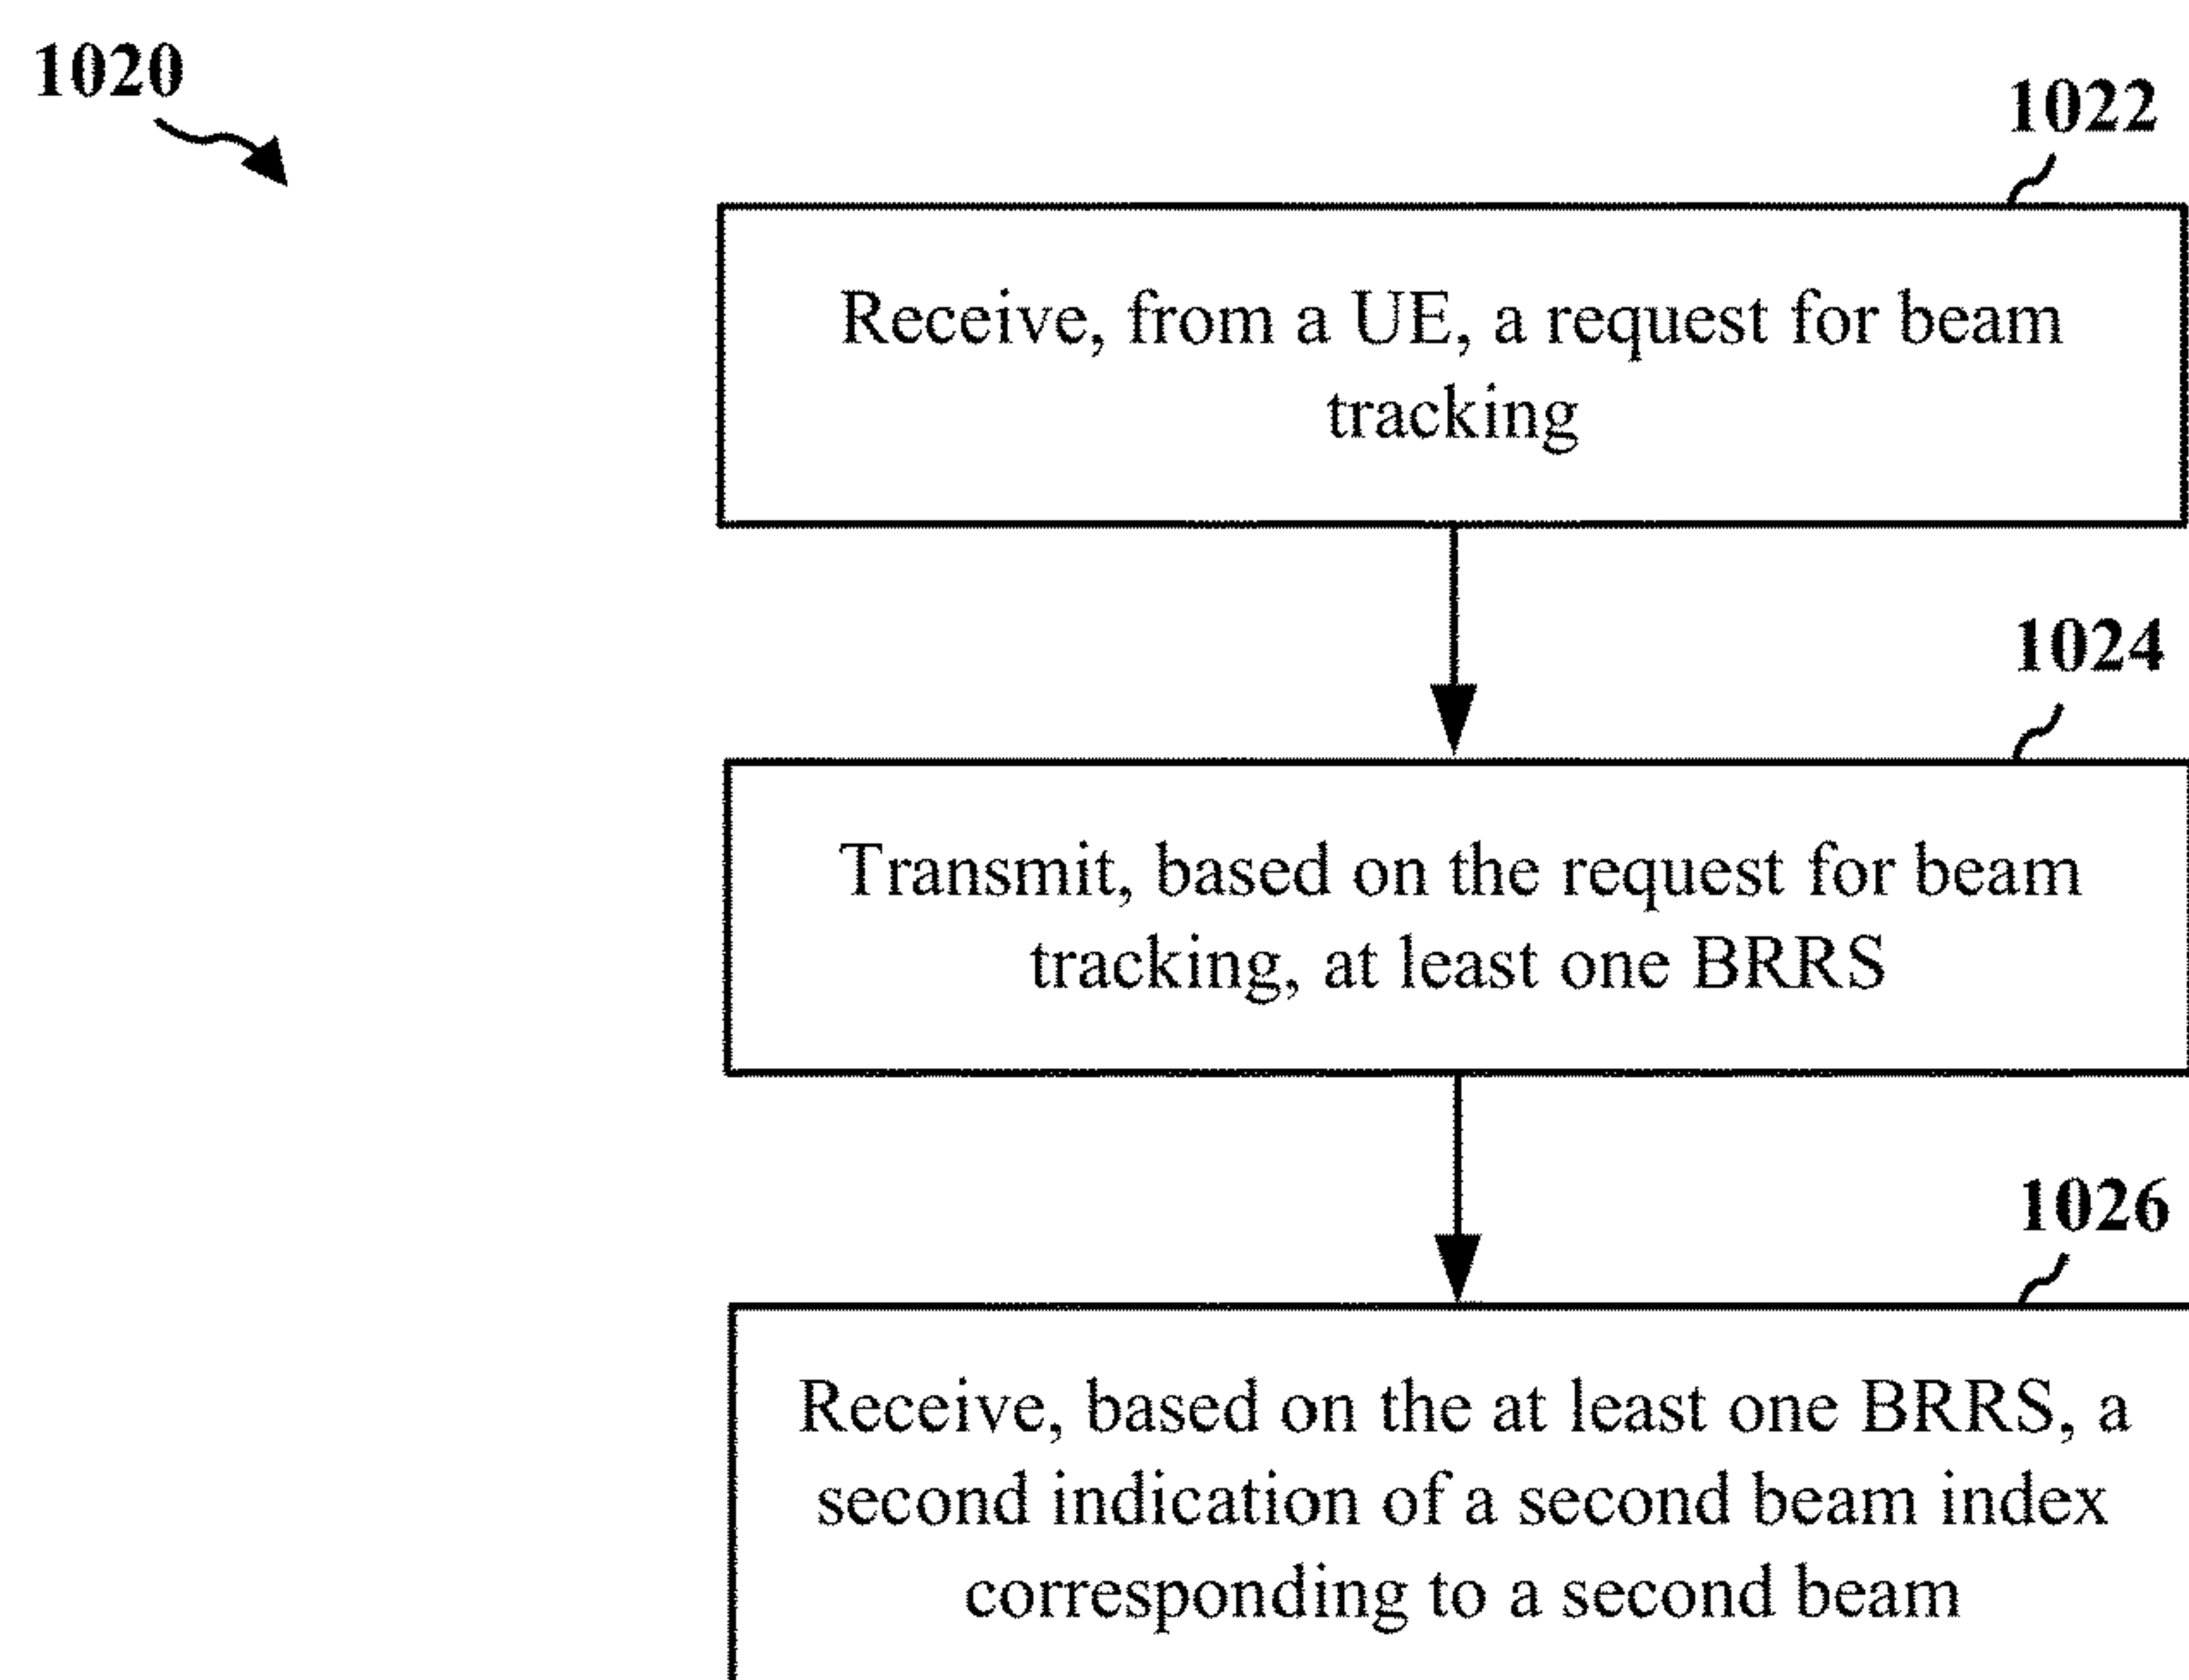 1020
1022
Receive, from a UE, a request for beam
tracking
1024
Transmit, based on the request for beam
tracking, at least one BRRS
1026
Receive, based on the at least one BRRS, a
second indication of a second beam index
corresponding to a second beam